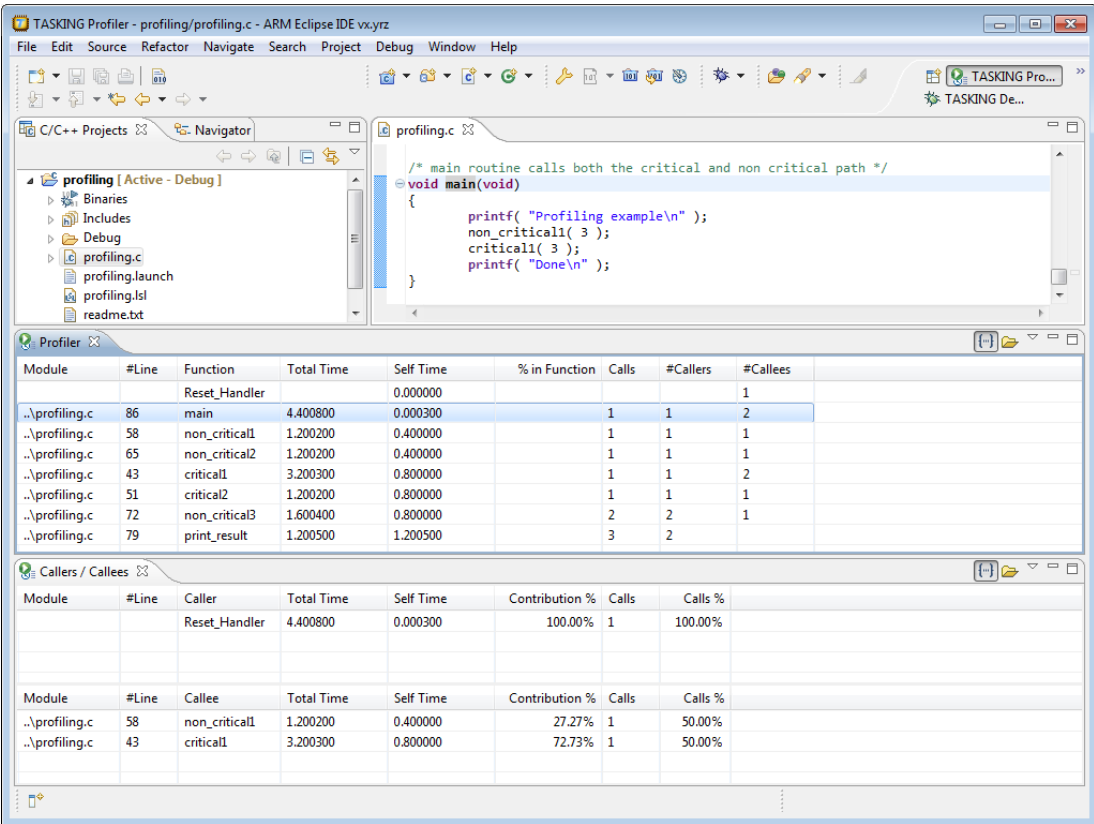 TASKING Profiler - profiling/profiling.c - ARM Eclipse IDE vx.yrz
File Edit Source Refactor Navigate Search Project Debug Window Help
TASKING Pro... »
TASKING De...
C/C++ Projects Navigator
profiling [ Active - Debug ]
Binaries
Includes
Debug
profiling.c
profiling.launch
profiling.lsl
readme.txt
profiling.c
/* main routine calls both the critical and non critical path */
void main(void)
{
printf( "Profiling example\n" );
non_critical1( 3 );
critical1( 3 );
printf( "Done\n" );
}
Profiler
Module #Line Function Total Time Self Time % in Function Calls #Callers #Callees
Reset_Handler 0.000000 1
..\profiling.c 86 main 4.400800 0.000300 1 1 2
..\profiling.c 58 non_critical1 1.200200 0.400000 1 1 1
..\profiling.c 65 non_critical2 1.200200 0.400000 1 1 1
..\profiling.c 43 critical1 3.200300 0.800000 1 1 2
..\profiling.c 51 critical2 1.200200 0.800000 1 1 1
..\profiling.c 72 non_critical3 1.600400 0.800000 2 2 1
..\profiling.c 79 print_result 1.200500 1.200500 3 2
Callers / Callees
Module #Line Caller Total Time Self Time Contribution % Calls Calls %
Reset_Handler 4.400800 0.000300 100.00% 1 100.00%
Module #Line Callee Total Time Self Time Contribution % Calls Calls %
..\profiling.c 58 non_critical1 1.200200 0.400000 27.27% 1 50.00%
..\profiling.c 43 critical1 3.200300 0.800000 72.73% 1 50.00%